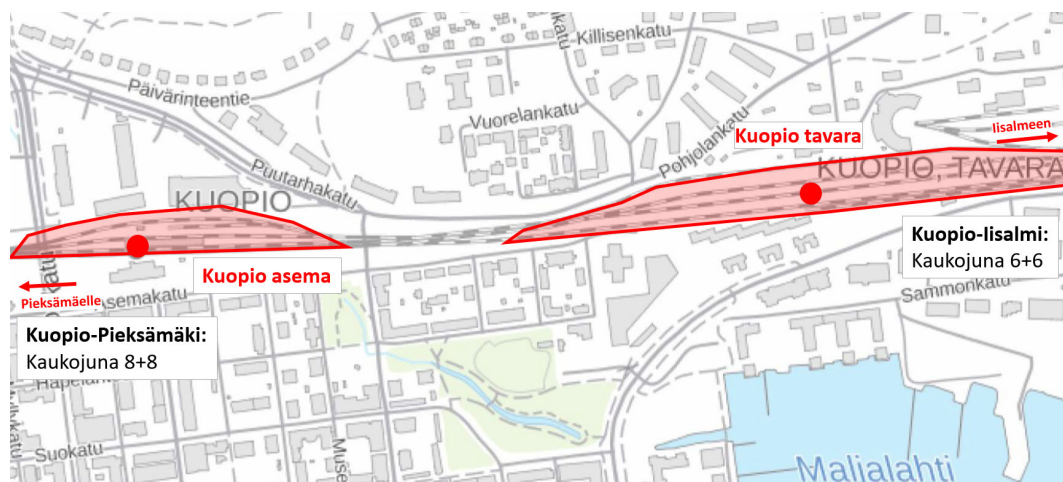 Killisenkatu
Päivärinteentie
Vuorelankatu
Kuopio tavara
Iisalmeen
Pohjolankatu
KUOPIO, TAVARA
Puutarhakatu
KUOPIO
Kuopio-Iisalmi:
Kaukojuna 6+6
Kuopio asema
Pieksämäelle
Sammonkatu
Kuopio-Pieksämäki:
Kaukojuna 8+8
Suokatu
Maljalahti